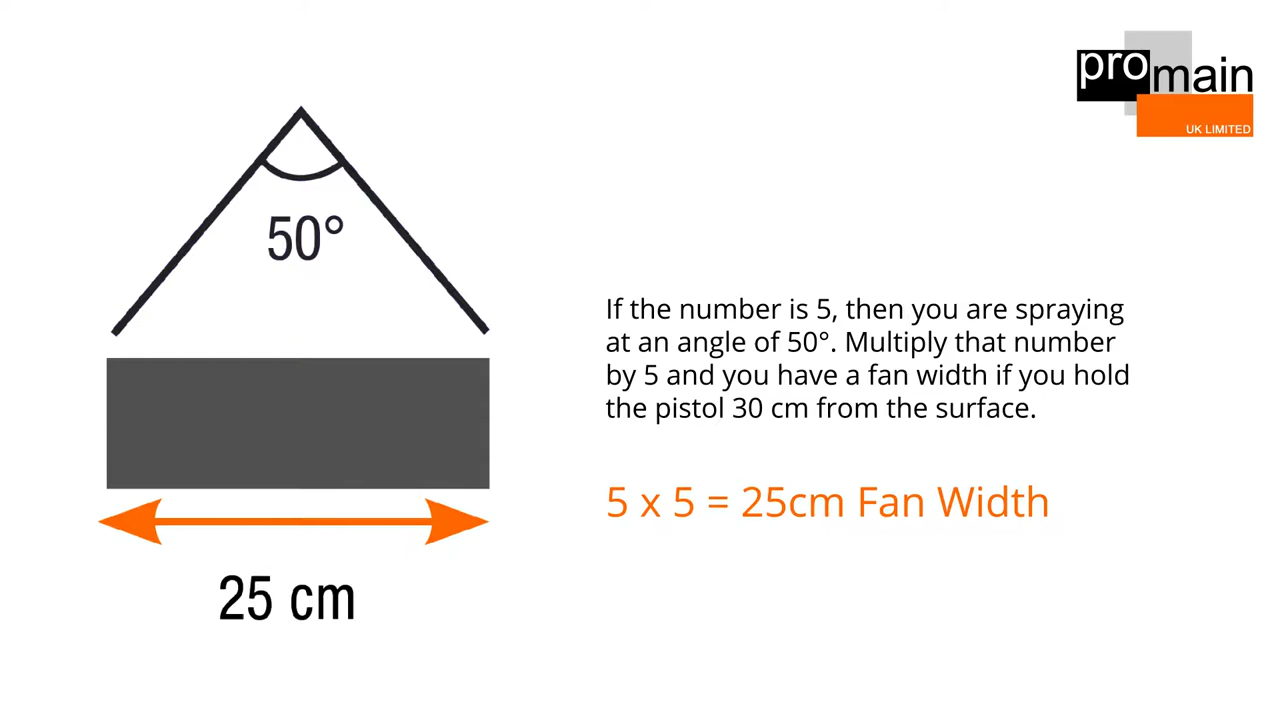 promain
UK LIMITED
50°
If the number is 5, then you are spraying
at an angle of 50°. Multiply that number
by 5 and you have a fan width if you hold
the pistol 30 cm from the surface.
5 x 5 = 25cm Fan Width
25 cm